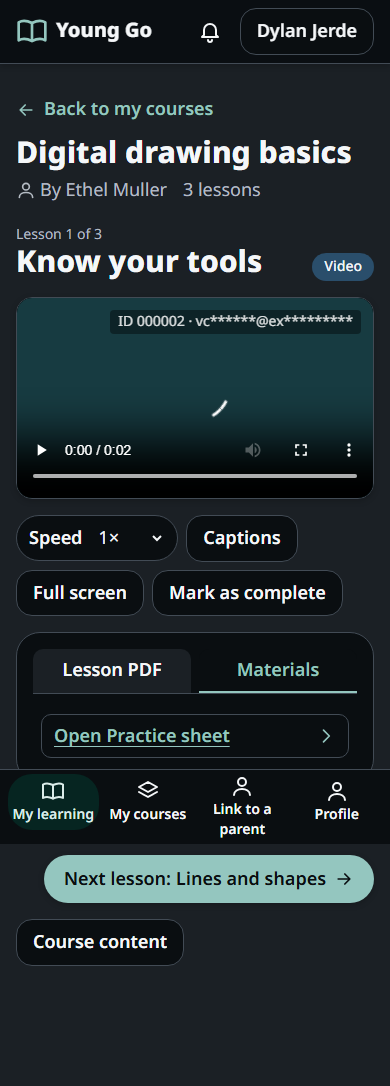 Young Go
Dylan Jerde
Back to my courses
Digital drawing basics
By Ethel Muller 3 lessons
Lesson 1 of 3
Know your tools
Video
ID 000002 · vc******@ex*********
0:00 / 0:02
Speed 1×
Captions
Full screen
Mark as complete
Lesson PDF
Materials
Open Practice sheet
My learning
My courses
Link to a
parent
Profile
Next lesson: Lines and shapes
Course content